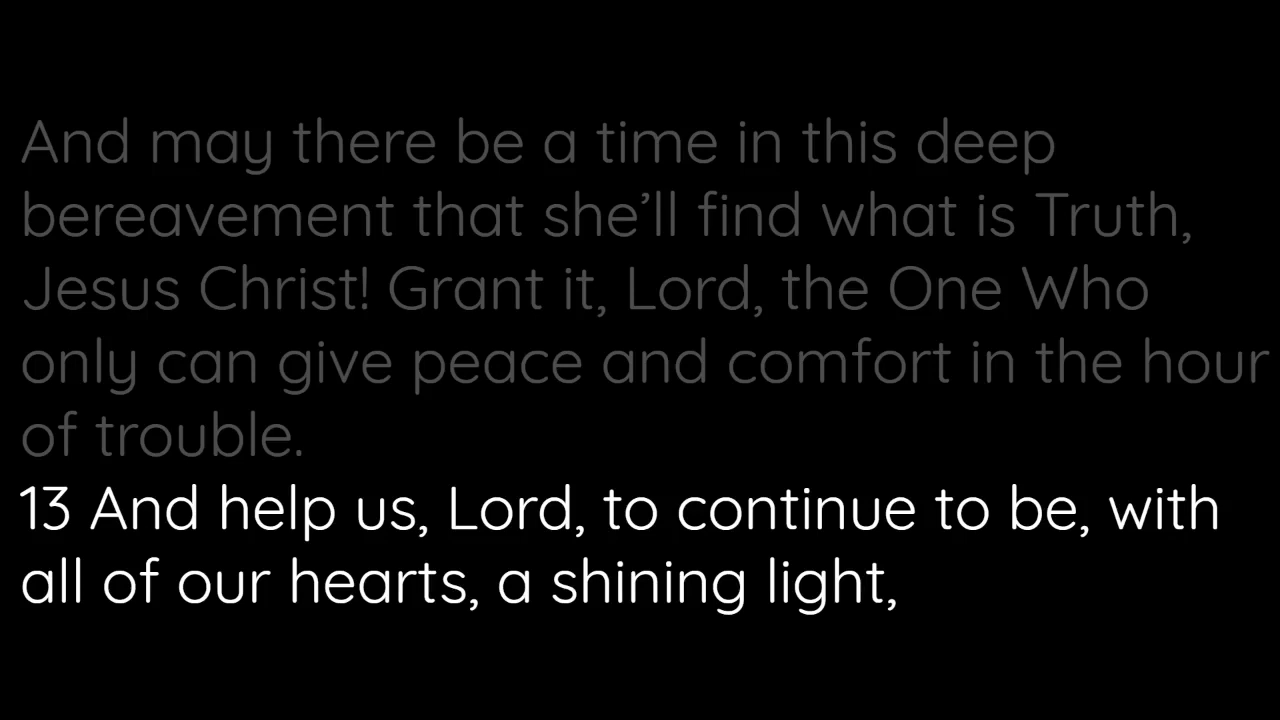 And may there be a time in this deep
bereavement that she’ll find what is Truth,
Jesus Christ! Grant it, Lord, the One Who
only can give peace and comfort in the hour
of trouble.
13 And help us, Lord, to continue to be, with
all of our hearts, a shining light,